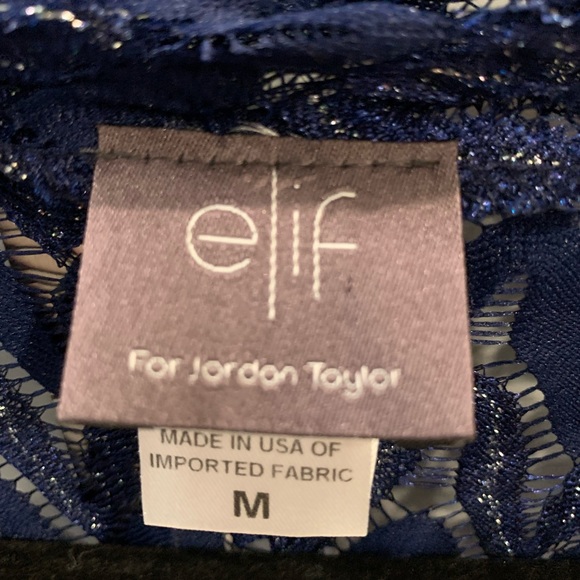 elif
For Jordan Taylor
MADE IN USA OF
IMPORTED FABRIC
M